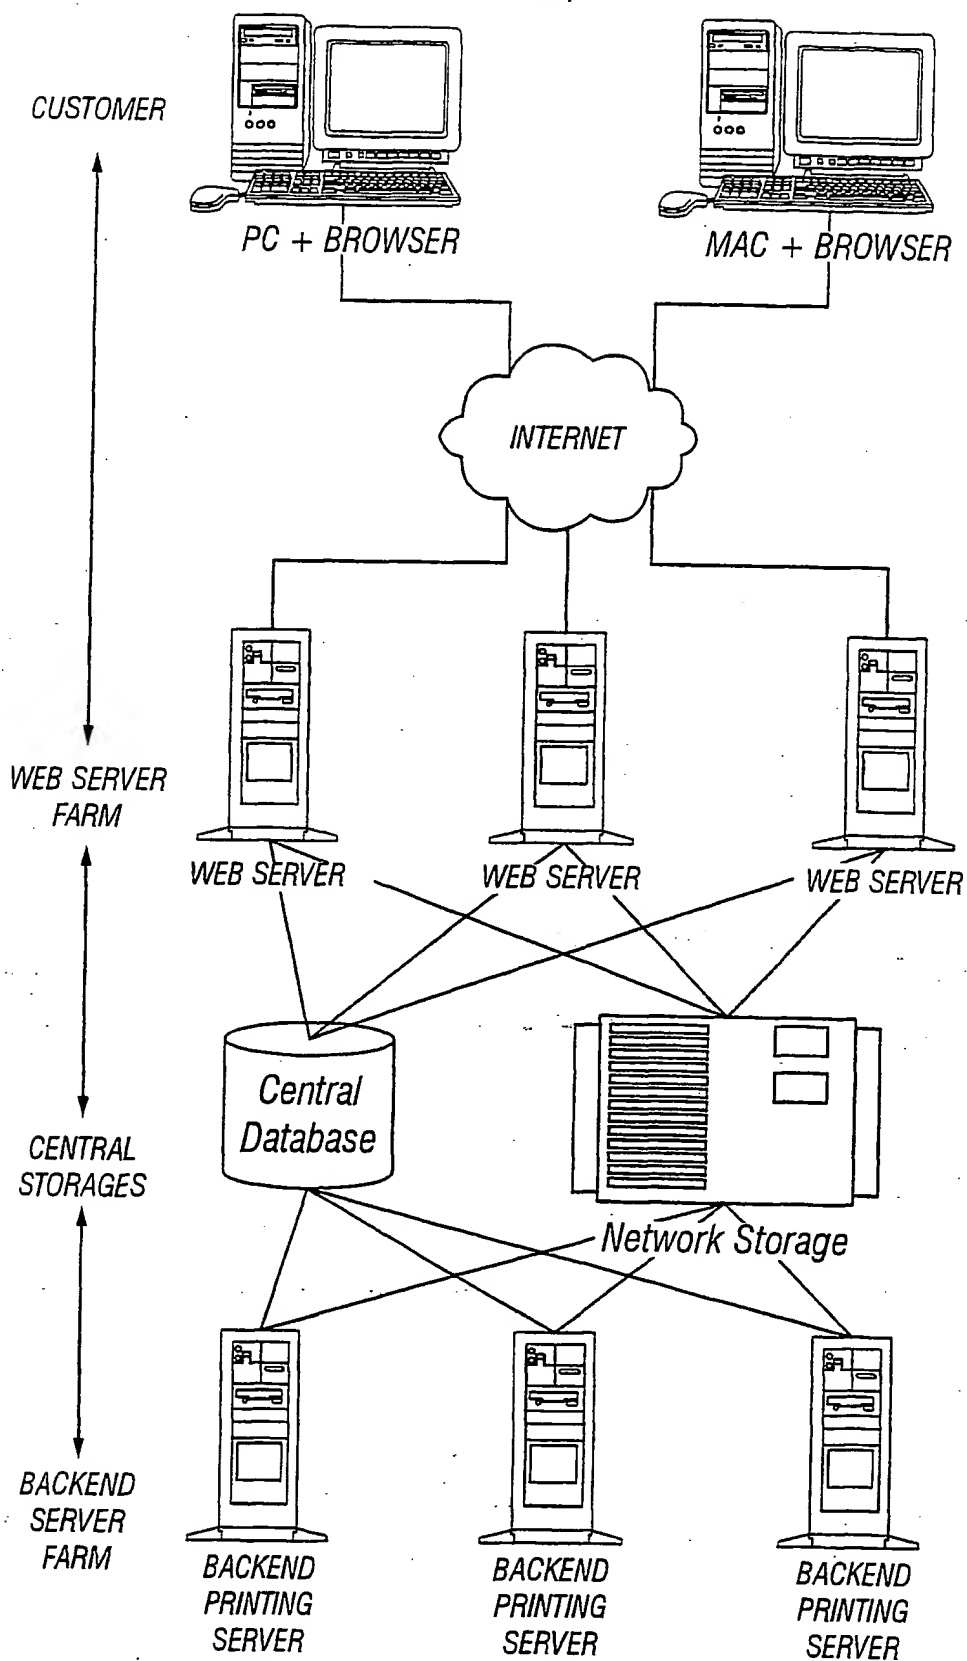 CUSTOMER
PC + BROWSER
MAC + BROWSER
INTERNET
WEB SERVER
FARM
WEB SERVER
WEB SERVER
WEB SERVER
Central
Database
CENTRAL
STORAGES
Network Storage
BACKEND
SERVER
FARM
BACKEND
PRINTING
SERVER
BACKEND
PRINTING
SERVER
BACKEND
PRINTING
SERVER